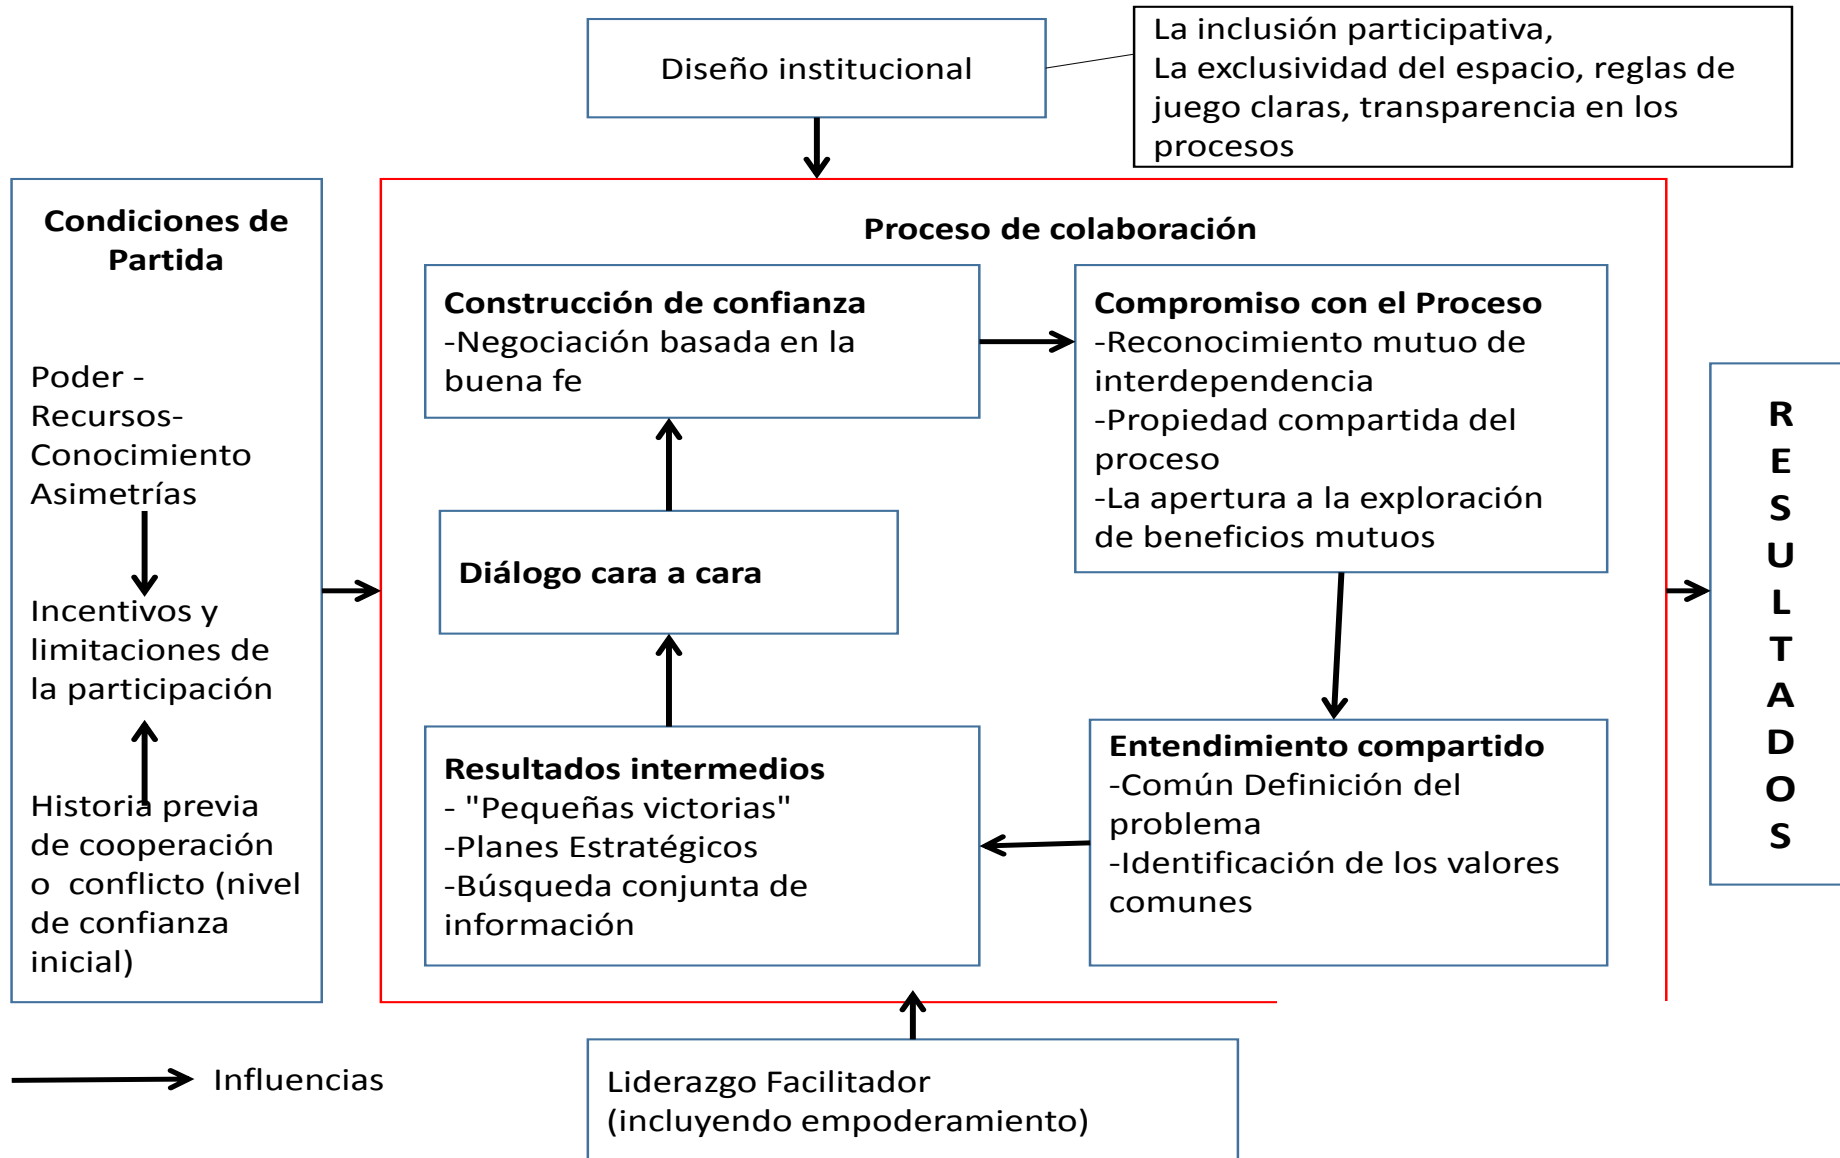 Diseño institucional
La inclusión participativa,
La exclusividad del espacio, reglas de
juego claras, transparencia en los
procesos
Condiciones de
Partida
Poder -
Recursos-
Conocimiento
Asimetrías
Incentivos y
limitaciones de
la participación
Historia previa
de cooperación
o  conflicto (nivel
de confianza
inicial)
Proceso de colaboración
Construcción de confianza
-Negociación basada en la
buena fe
Compromiso con el Proceso
-Reconocimiento mutuo de
interdependencia
-Propiedad compartida del
proceso
-La apertura a la exploración
de beneficios mutuos
Diálogo cara a cara
Resultados intermedios
- "Pequeñas victorias"
-Planes Estratégicos
-Búsqueda conjunta de
información
Entendimiento compartido
-Común Definición del
problema
-Identificación de los valores
comunes
R
E
S
U
L
T
A
D
O
S
Influencias
Liderazgo Facilitador
(incluyendo empoderamiento)